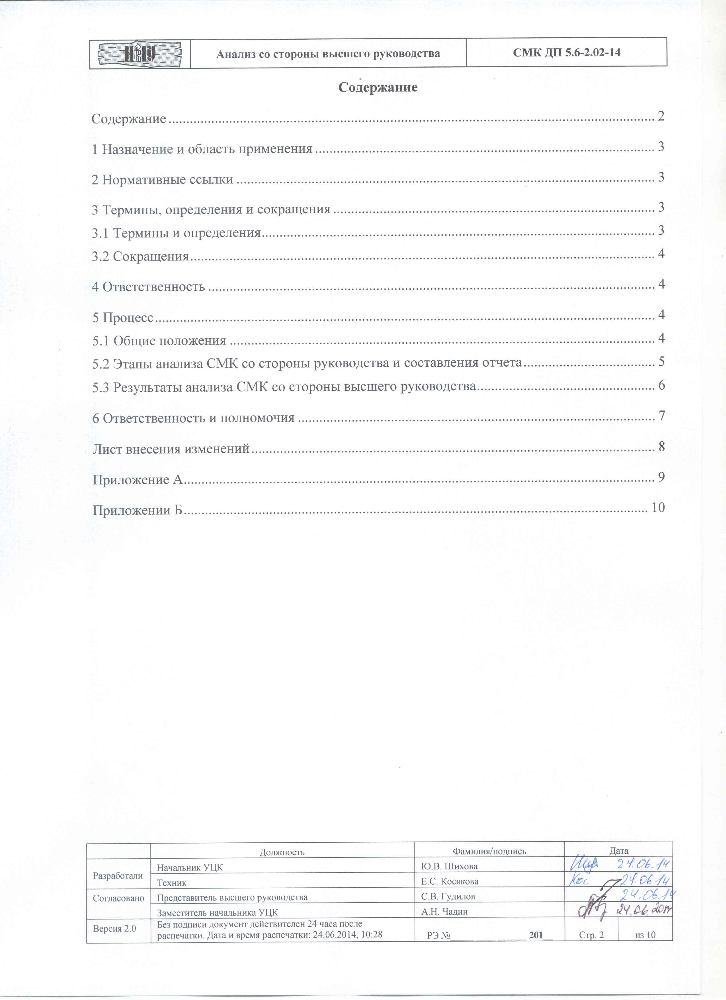 Анализ со стороны высшего руководства
СМК ДП 5.6-2.02-14
Содержание
Содержание 2
1 Назначение и область применения 3
2 Нормативные ссылки 3
3 Термины, определения и сокращения 3
3.1 Термины и определения 3
3.2 Сокращения 4
4 Ответственность 4
5 Процесс 4
5.1 Общие положения 4
5.2 Этапы анализа СМК со стороны руководства и составления отчета 5
5.3 Результаты анализа СМК со стороны высшего руководства 6
6 Ответственность и полномочия 7
Лист внесения изменений 8
Приложение А 9
Приложении Б 10
Должность Фамилия/подпись Дата
Разработали
Начальник УЦК Ю.В. Шихова 24.06.14
Техник Е.С. Косякова Кос 24.06.14
Согласовано Представитель высшего руководства С.В. Гудилов 24.06.14
Заместитель начальника УЦК А.Н. Чадин 24.06.2014
Версия 2.0
Без подписи документ действителен 24 часа после
распечатки. Дата и время распечатки: 24.06.2014, 10:28
РЭ №_____ ____ ______ 201__
Стр. 2 из 10